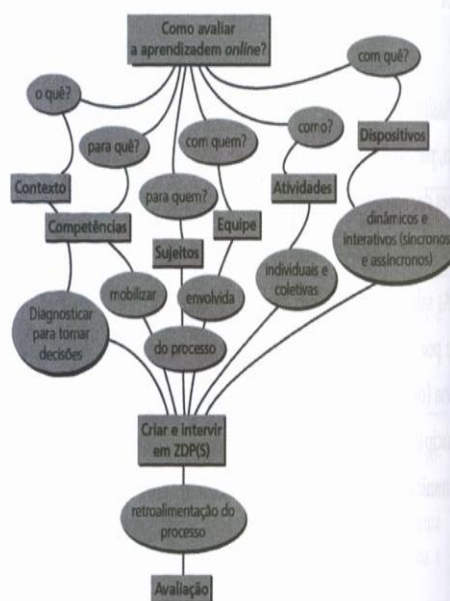 Como avaliar
a aprendizadem online?
com quê?
o quê?
para quê?
com quem?
como?
Dispositivos
Contexto
para quem?
Atividades
Competências
Equipe
Sujeitos
dinâmicos e
interativos (síncronos
e assíncronos)
mobilizar
envolvida
individuais e
coletivas
Diagnosticar
para tomar
decisões
do processo
Criar e intervir
em ZDP(S)
retroalimentação do
processo
Avaliação